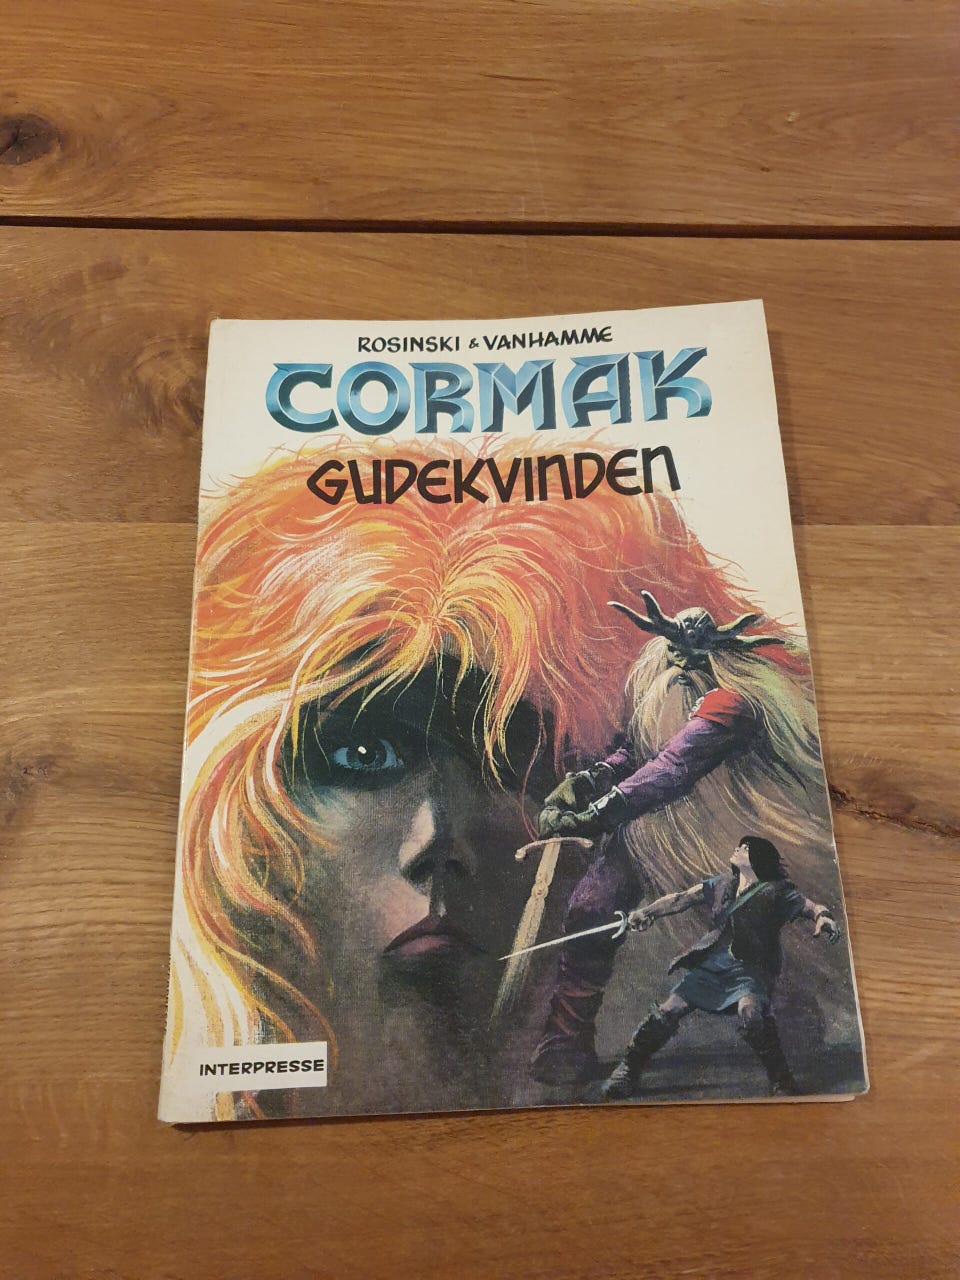 ROSINSKI & VANHAMME
CORMAK
GUDEKVINDEN
INTERPRESSE